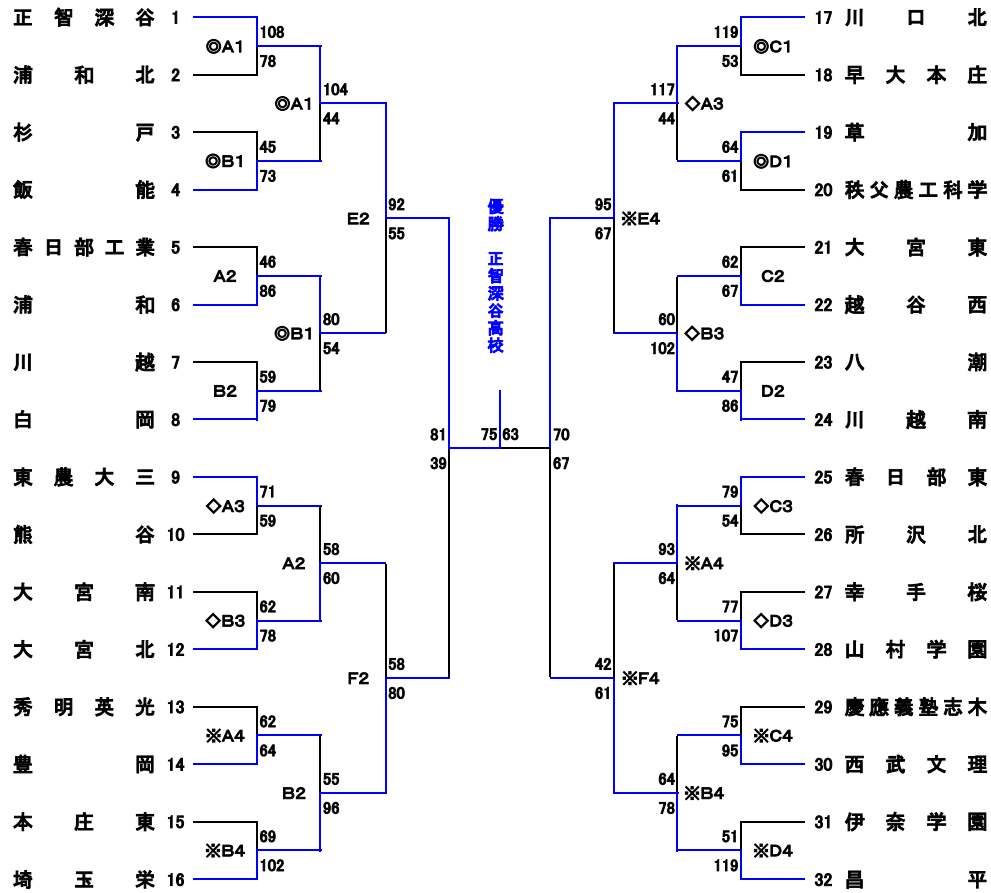 正智深谷 1
浦和北 2
杉戸 3
飯能 4
春日部工業 5
浦和 6
川越 7
白岡 8
東農大三 9
熊谷 10
大宮南 11
大宮北 12
秀明英光 13
豊岡 14
本庄東 15
埼玉栄 16
108
◎A1
78
45
◎B1
73
46
A2
86
59
B2
79
71
◇A3
59
62
◇B3
78
62
※A4
64
69
※B4
102
104
◎A1
44
80
◎B1
54
58
A2
60
55
B2
96
92
E2
55
58
F2
80
81
39
優勝 正智深谷高校
75 63
70
67
95
※E4
67
42
※F4
61
117
◇A3
44
60
◇B3
102
93
※A4
64
64
※B4
78
119
◎C1
53
64
◎D1
61
62
C2
67
47
D2
86
79
◇C3
54
77
◇D3
107
75
※C4
95
51
※D4
119
17 川口北
18 早大本庄
19 草加
20 秩父農工科学
21 大宮東
22 越谷西
23 八潮
24 川越南
25 春日部東
26 所沢北
27 幸手桜
28 山村学園
29 慶應義塾志木
30 西武文理
31 伊奈学園
32 昌平